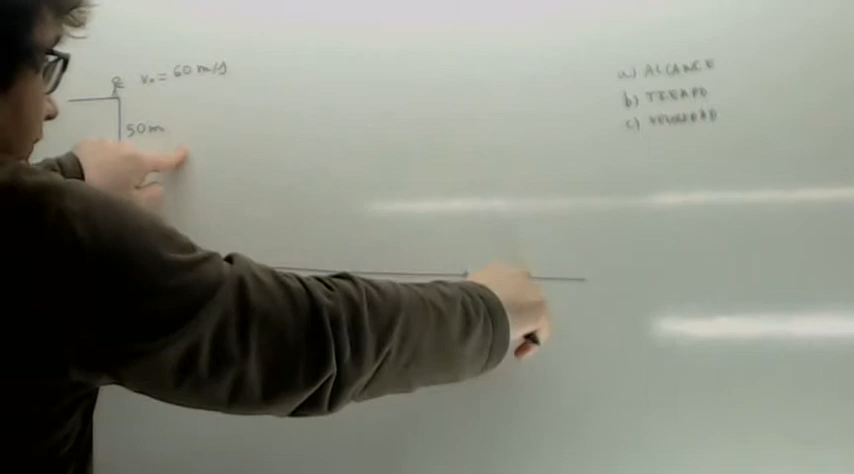 v₀ = 60 m/s
50 m
a) ALCANCE
b) TIEMPO
c) VELOCIDAD